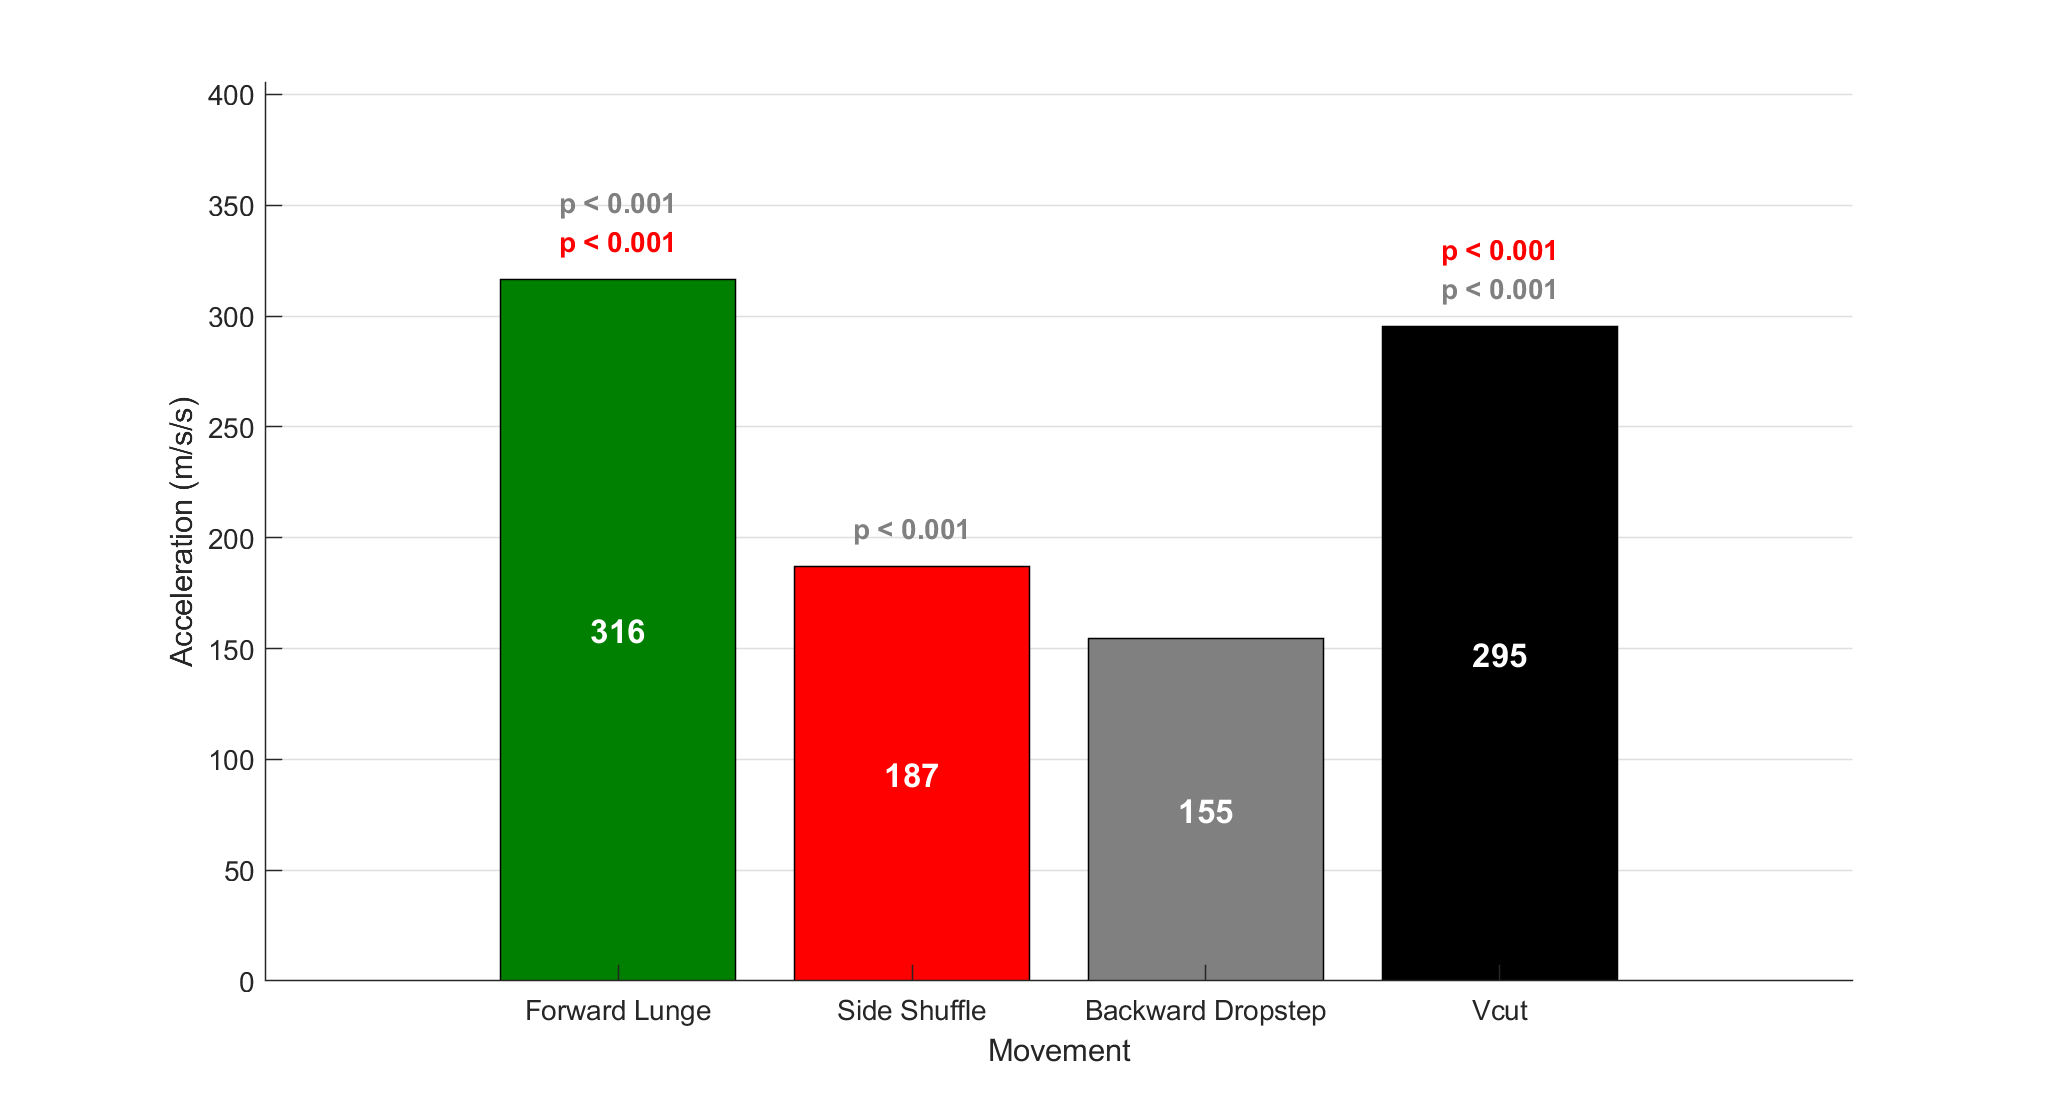 400
350
300
250
200
150
100
50
0
Acceleration (m/s/s)
p < 0.001
p < 0.001
316
p < 0.001
187
155
p < 0.001
p < 0.001
295
Forward Lunge
Side Shuffle
Backward Dropstep
Vcut
Movement